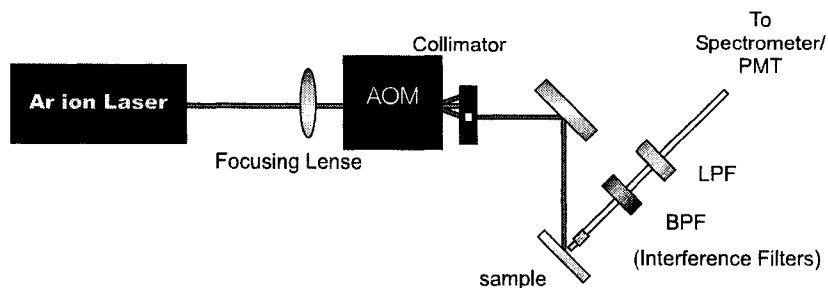 To
Spectrometer/
PMT
Collimator
Ar ion Laser
AOM
Focusing Lense
LPF
BPF
(Interference Filters)
sample